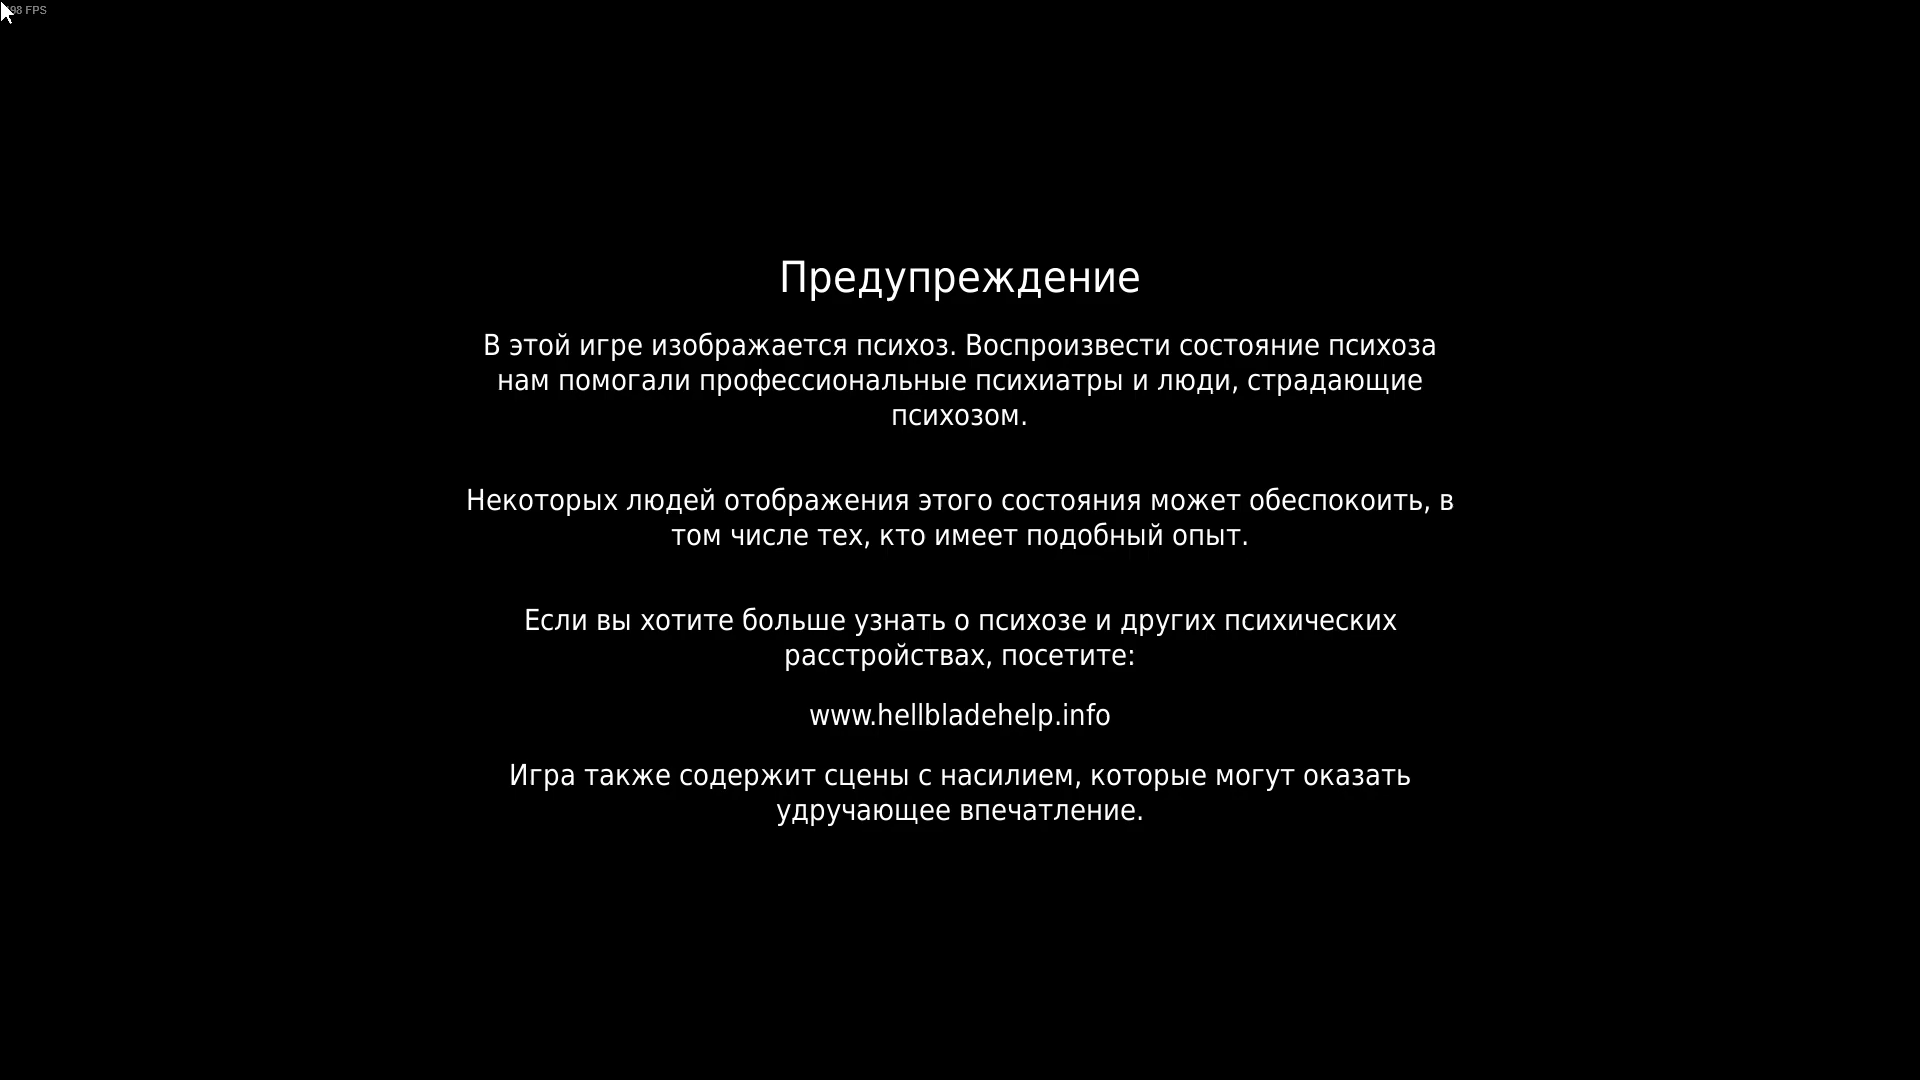 98 FPS
Предупреждение
В этой игре изображается психоз. Воспроизвести состояние психоза
нам помогали профессиональные психиатры и люди, страдающие
психозом.
Некоторых людей отображения этого состояния может обеспокоить, в
том числе тех, кто имеет подобный опыт.
Если вы хотите больше узнать о психозе и других психических
расстройствах, посетите:
www.hellbladehelp.info
Игра также содержит сцены с насилием, которые могут оказать
удручающее впечатление.